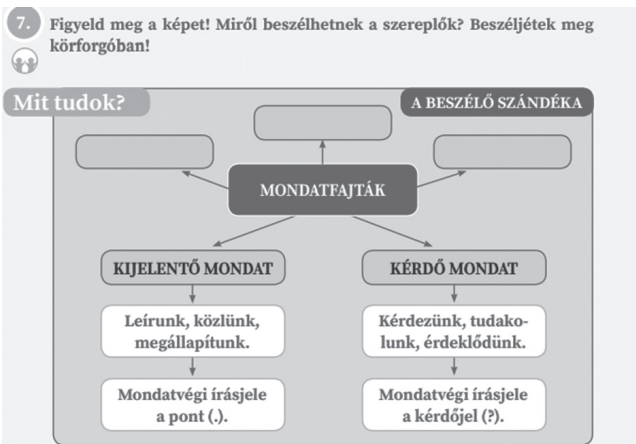 7.
Figyeld meg a képet! Miről beszélhetnek a szereplők? Beszéljétek meg
körforgóban!
Mit tudok?
A BESZÉLŐ SZÁNDÉKA
MONDATFAJTÁK
KIJELENTŐ MONDAT
KÉRDŐ MONDAT
Leírunk, közlünk,
megállapítunk.
Kérdezünk, tudako-
lunk, érdeklődünk.
Mondatvégi írásjele
a pont (.).
Mondatvégi írásjele
a kérdőjel (?).